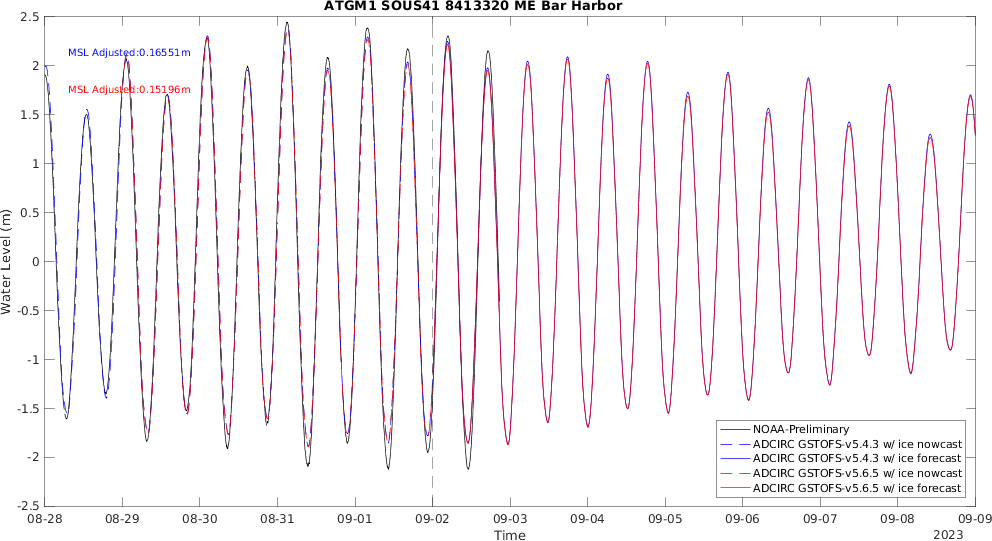 ATGM1 SOUS41 8413320 ME Bar Harbor
2.5
2
1.5
1
0.5
0
-0.5
-1
-1.5
-2
-2.5
Water Level (m)
MSL Adjusted:0.16551m
MSL Adjusted:0.15196m
NOAA-Preliminary
ADCIRC GSTOFS-v5.4.3 w/ ice nowcast
ADCIRC GSTOFS-v5.4.3 w/ ice forecast
ADCIRC GSTOFS-v5.6.5 w/ ice nowcast
ADCIRC GSTOFS-v5.6.5 w/ ice forecast
08-28 08-29 08-30 08-31 09-01 09-02 09-03 09-04 09-05 09-06 09-07 09-08 09-09
Time
2023